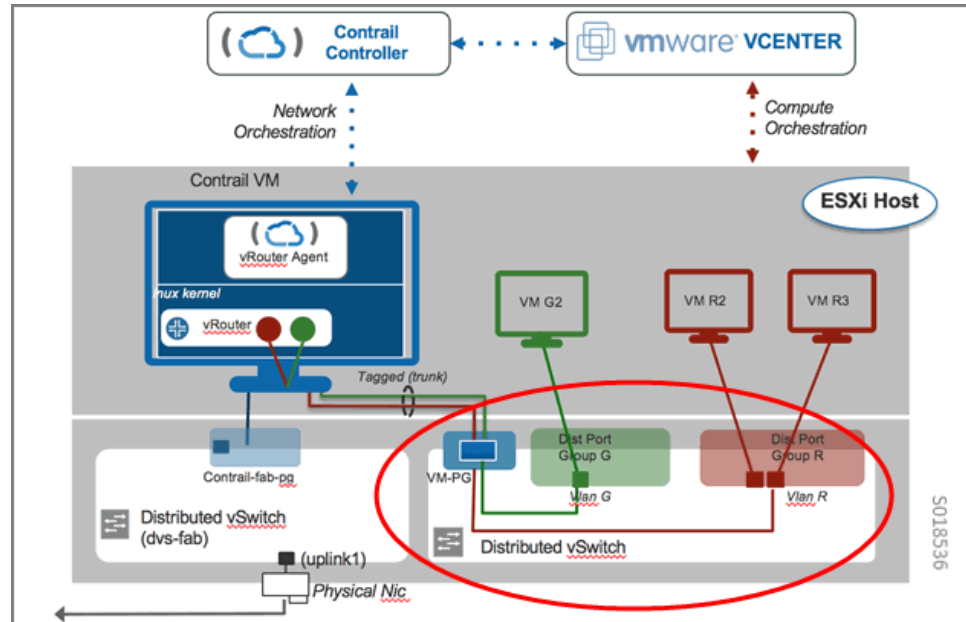 Contrail
Controller
vmware® VCENTER
Network
Orchestration
Compute
Orchestration
Contrail VM
ESXi Host
vRouter Agent
linux kernel
vRouter
VM G2
VM R2
VM R3
Tagged (trunk)
Dist Port
Group G
Dist Port
Group R
Contrail-fab-pg
VM-PG
Vlan G
Vlan R
Distributed vSwitch
(dvs-fab)
Distributed vSwitch
(uplink1)
Physical Nic
S018536